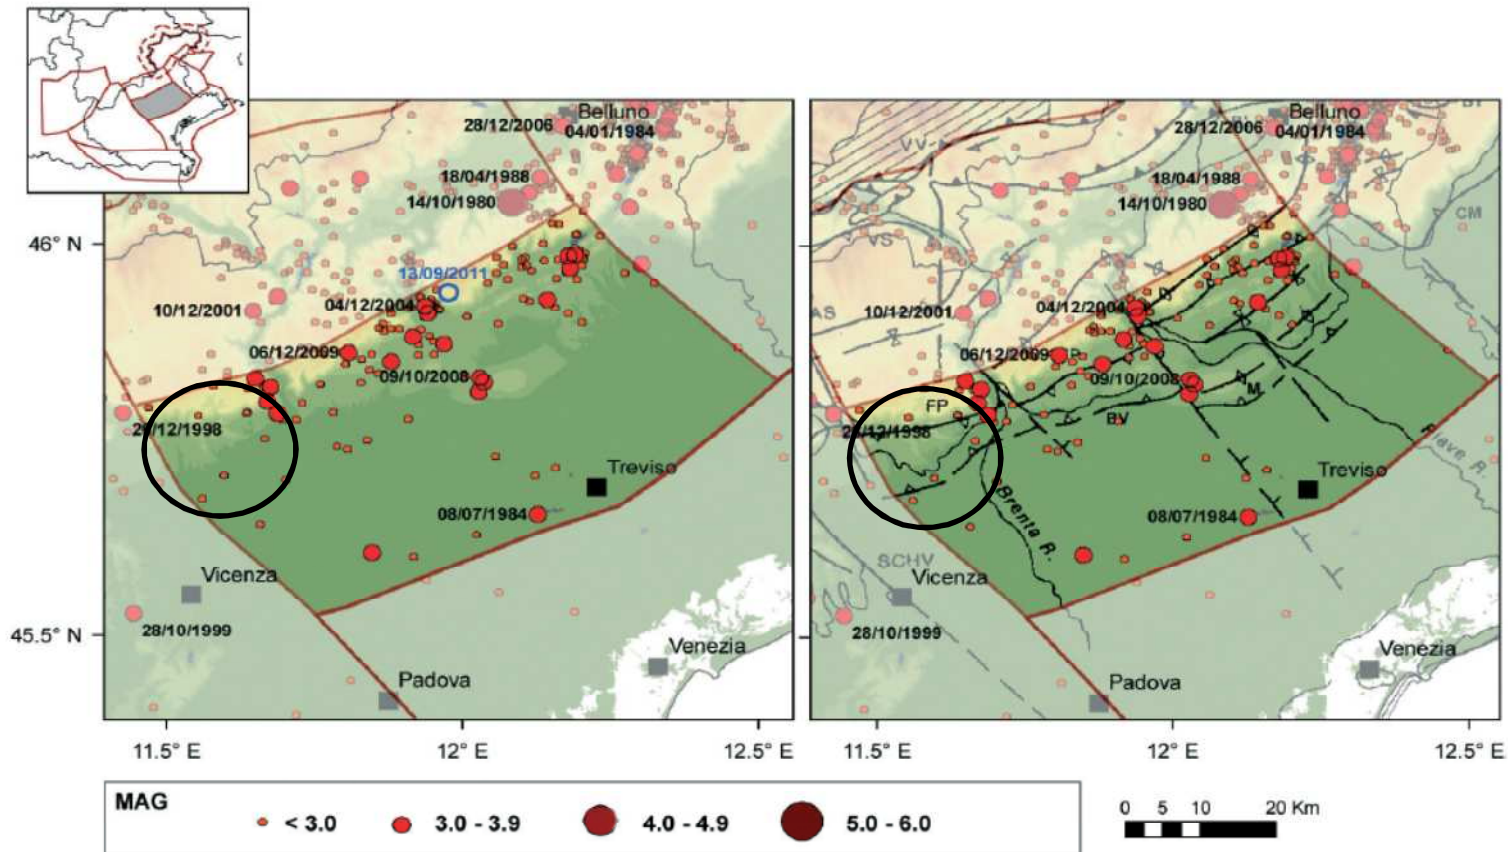 Belluno
28/12/2006
04/01/1984
18/04/1988
14/10/1980
46° N
13/09/2011
10/12/2001
04/12/2004
06/12/2009
09/10/2008
Treviso
08/07/1984
Vicenza
45.5° N
28/10/1999
Venezia
Padova
11.5° E
12° E
12.5° E
Belluno
28/12/2006
04/01/1984
VV
18/04/1988
14/10/1980
CM
VS
10/12/2001
04/12/2004
AS
06/12/2009
09/10/2008
M.
FP
BV
Piave R.
Treviso
Brenta R.
08/07/1984
SCHV
Vicenza
28/10/1999
Venezia
Padova
11.5° E
12° E
12.5° E
MAG
< 3.0
3.0 - 3.9
4.0 - 4.9
5.0 - 6.0
0 5 10 20 Km